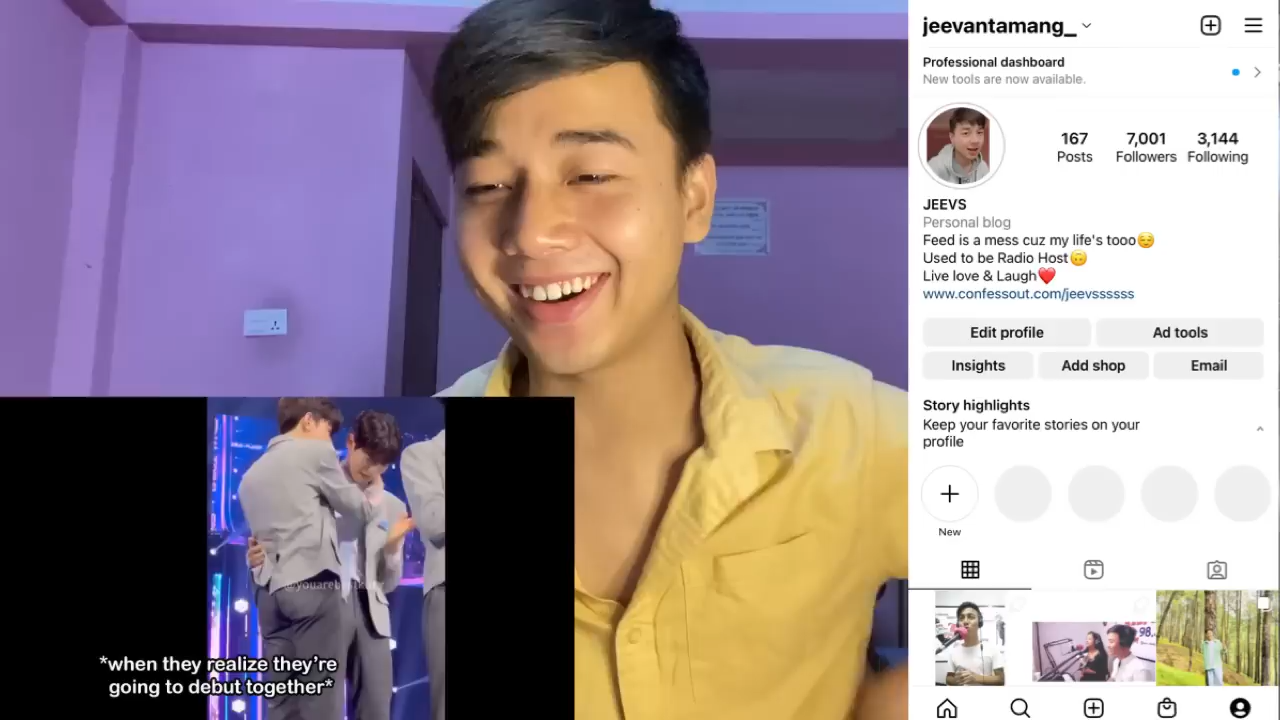 jeevantamang_
Professional dashboard
New tools are now available.
167
Posts
7,001
Followers
3,144
Following
JEEVS
Personal blog
Feed is a mess cuz my life's tooo😌
Used to be Radio Host🙃
Live love & Laugh❤️
www.confessout.com/jeevssssss
Edit profile
Ad tools
Insights
Add shop
Email
Story highlights
Keep your favorite stories on your
profile
New
98.
*when they realize they're
going to debut together*